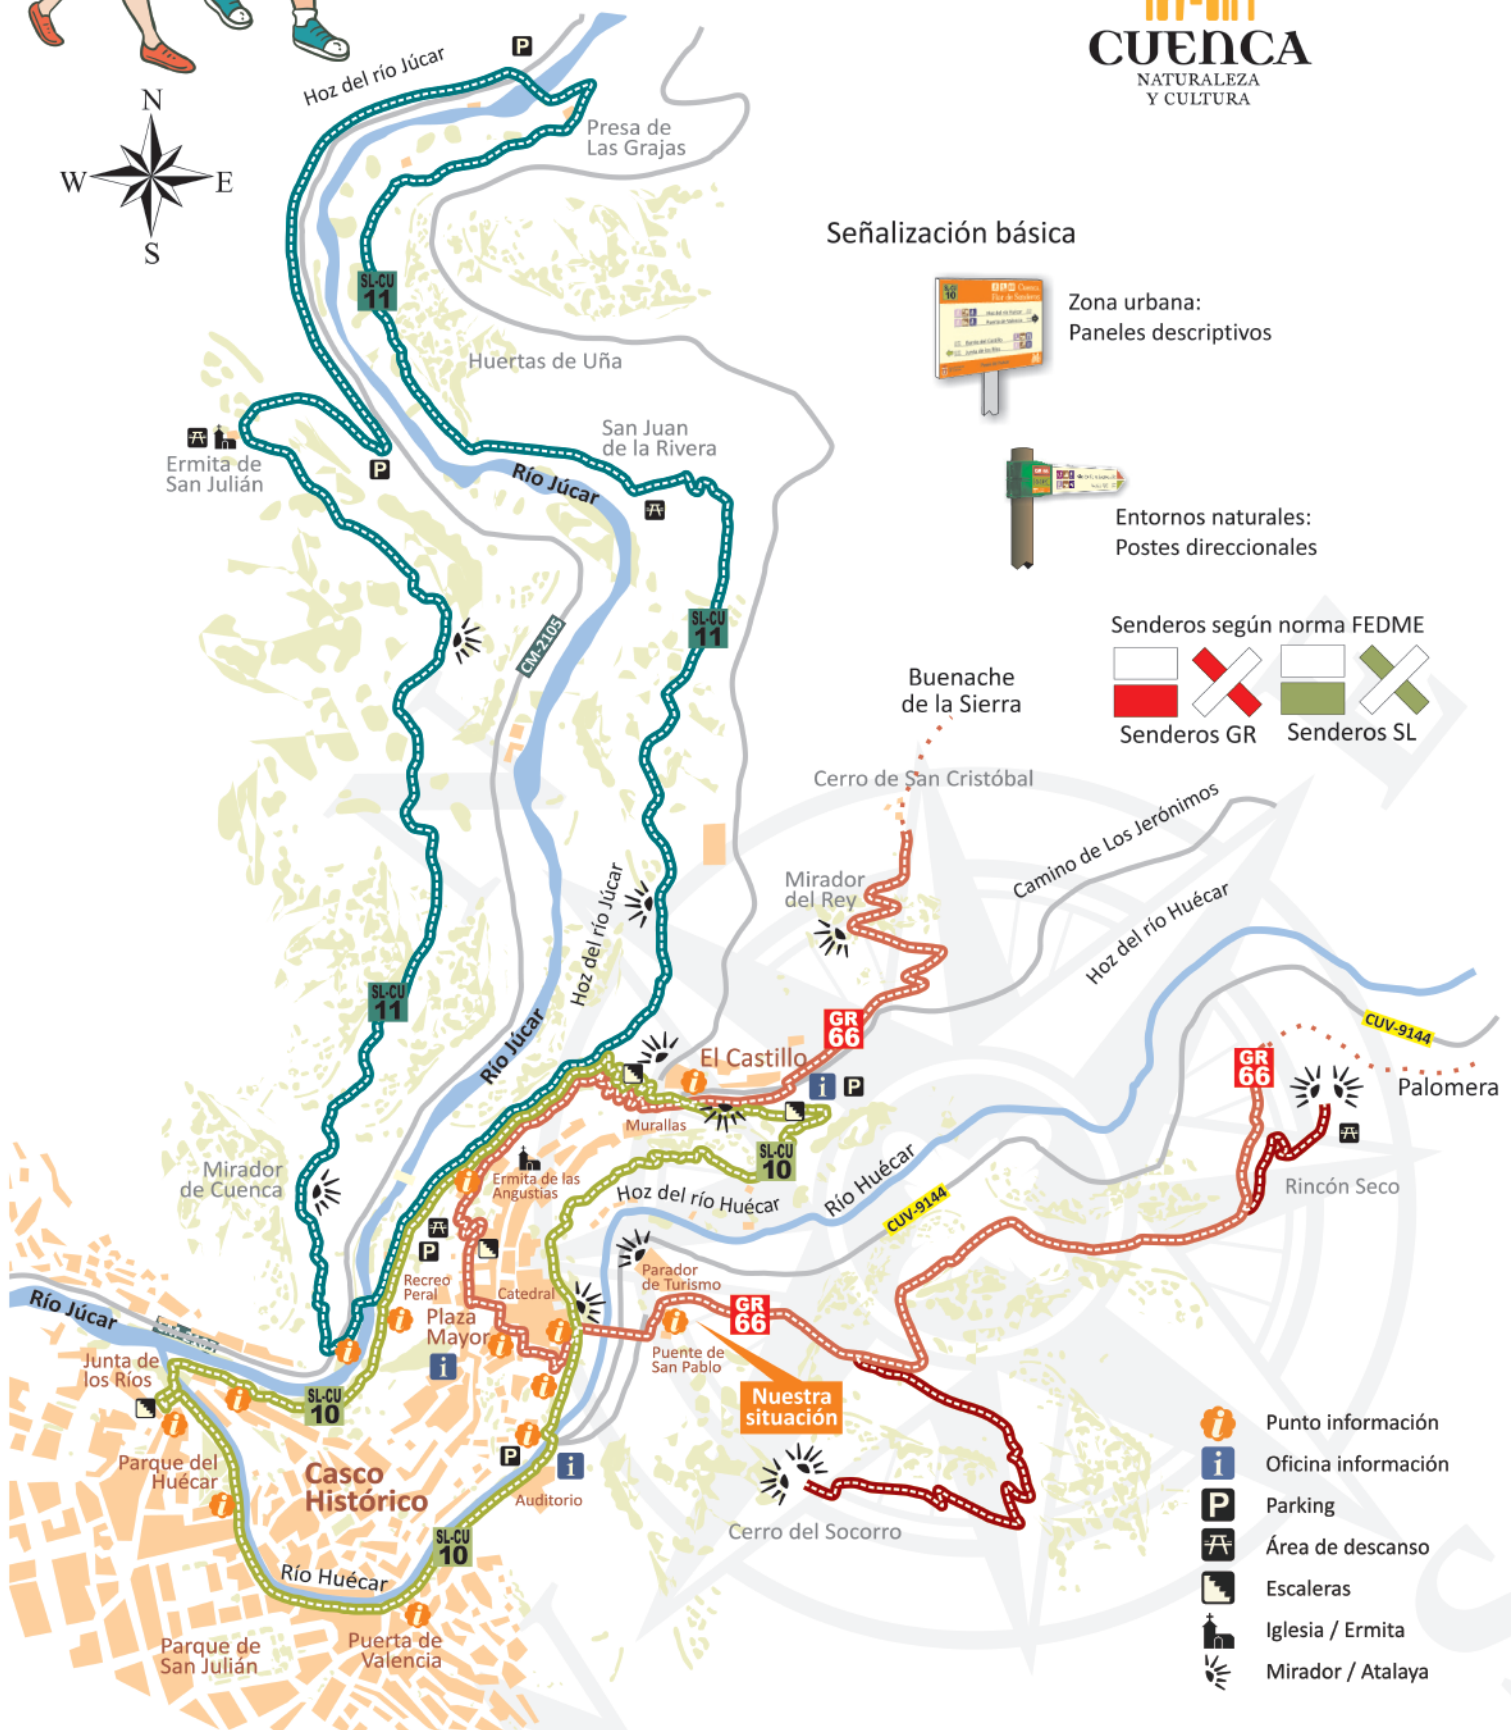 CUENCA
NATURALEZA
Y CULTURA
N
W
E
S
Hoz del río Júcar
P
Presa de
Las Grajas
SL-CU
11
Huertas de Uña
Señalización básica
SL-CU
10
Cuenca,
Flor de Senderos
Zona urbana:
Paneles descriptivos
Ermita de
San Julián
P
San Juan
de la Rivera
Río Júcar
Entornos naturales:
Postes direccionales
SL-CU
11
CM-2105
Senderos según norma FEDME
Senderos GR
Senderos SL
Buenache
de la Sierra
Cerro de San Cristóbal
Camino de Los Jerónimos
Mirador
del Rey
Hoz del río Júcar
Hoz del río Huécar
SL-CU
11
GR
66
CUV-9144
Río Júcar
El Castillo
i
i
P
GR
66
Palomera
Murallas
SL-CU
10
Mirador
de Cuenca
i
Ermita de las
Angustias
Hoz del río Huécar
Río Huécar
CUV-9144
Rincón Seco
P
Recreo
Peral
Catedral
Parador
de Turismo
GR
66
Río Júcar
Plaza
Mayor
i
i
i
i
i
i
Puente de
San Pablo
Junta de
los Ríos
SL-CU
10
i
i
i
Nuestra
situación
i
P
i
Parque del
Huécar
i
Casco
Histórico
Auditorio
Cerro del Socorro
SL-CU
10
Río Huécar
i
Parque de
San Julián
Puerta de
Valencia
i
Punto información
i
Oficina información
P
Parking
Área de descanso
Escaleras
Iglesia / Ermita
Mirador / Atalaya